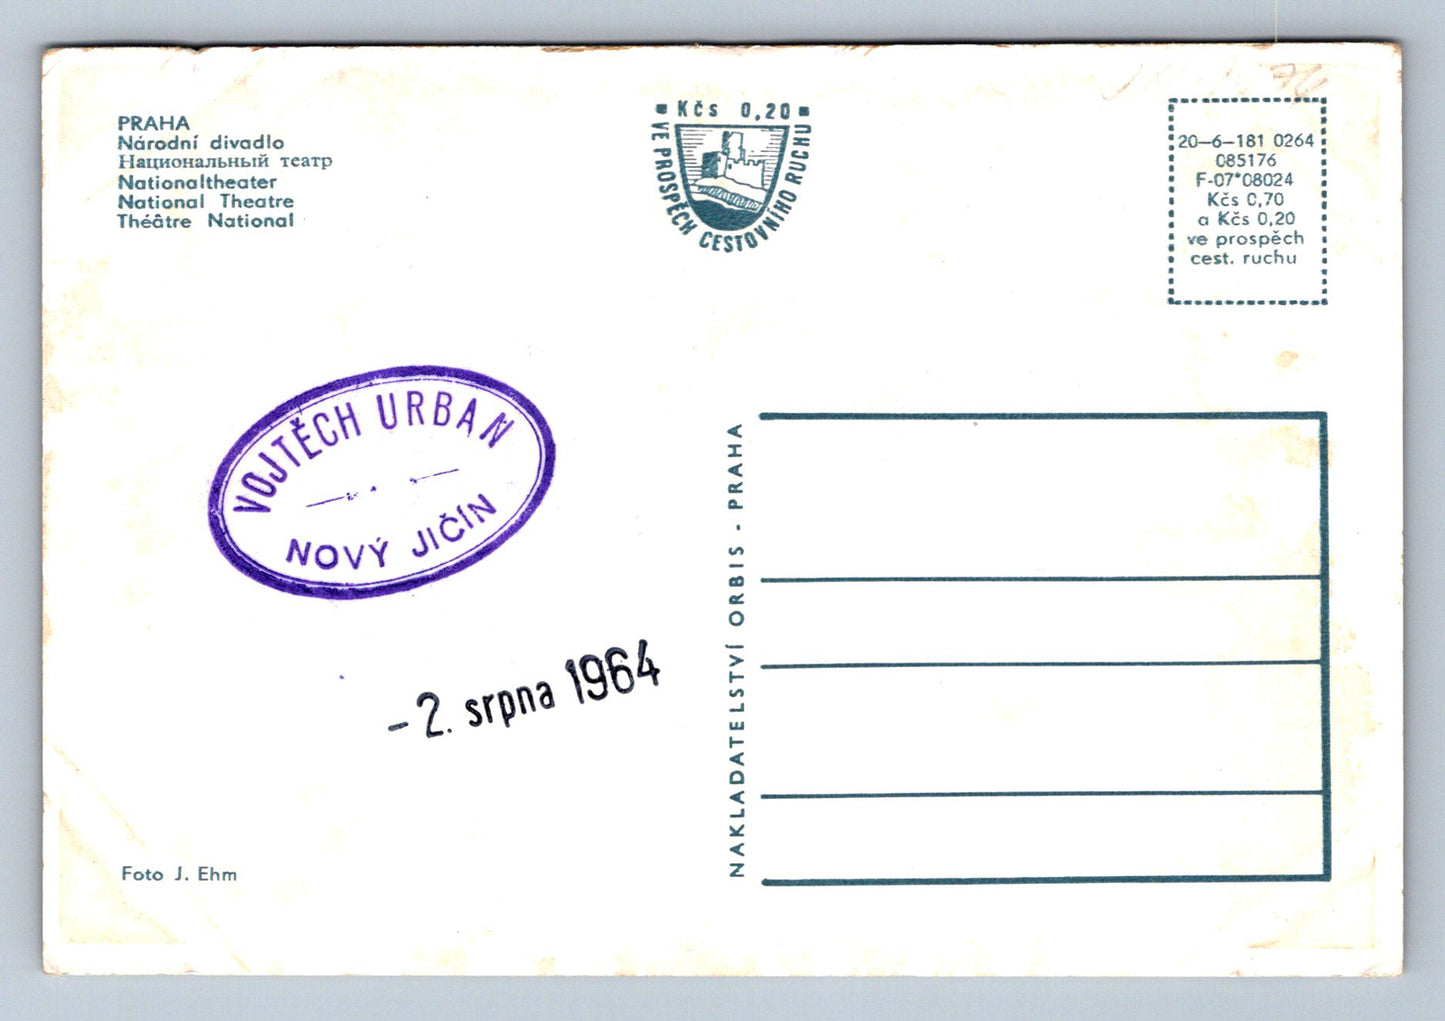 PRAHA
Národní divadlo
Национальный театр
Nationaltheater
National Theatre
Théâtre National
Kčs 0,20
VE PROSPĚCH CESTOVNÍHO RUCHU
20–6–181 0264
085176
F-07*08024
Kčs 0,70
a Kčs 0,20
ve prospěch
cest. ruchu
VOJTĚCH URBAN
NOVÝ JIČÍN
– 2. srpna 1964
NAKLADATELSTVÍ ORBIS - PRAHA
Foto J. Ehm